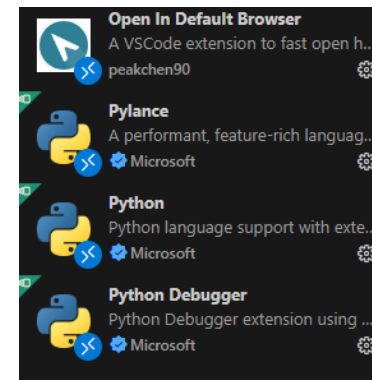 Open In Default Browser
A VSCode extension to fast open h...
peakchen90
Pylance
A performant, feature-rich languag...
Microsoft
Python
Python language support with exte...
Microsoft
Python Debugger
Python Debugger extension using ...
Microsoft